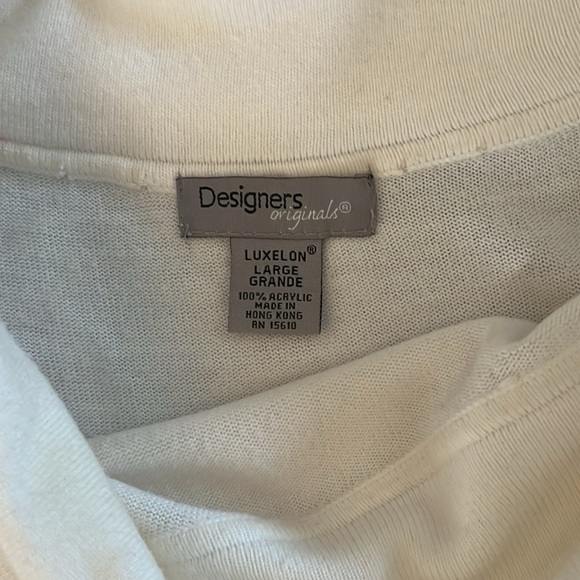 Designers
originals®
LUXELON®
LARGE
GRANDE
100% ACRYLIC
MADE IN
HONG KONG
RN 15610